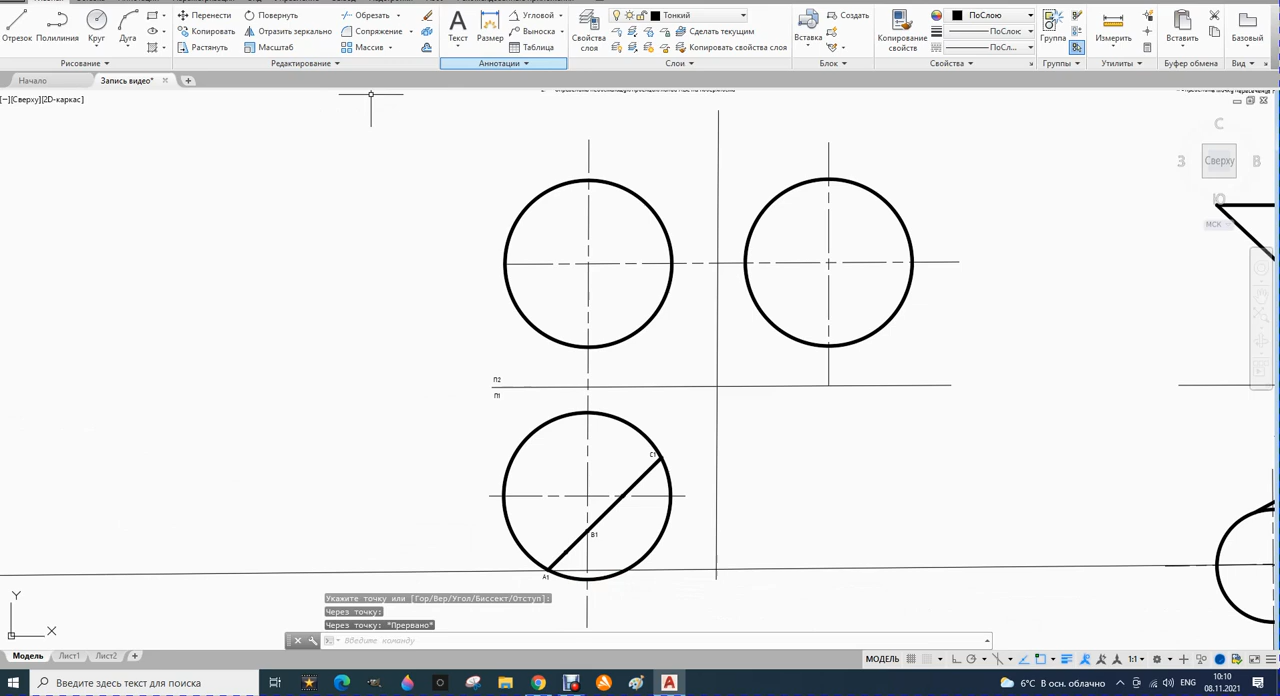 Отрезок Полилиния Круг Дуга
Перенести Повернуть Обрезать
Копировать Отразить зеркально Сопряжение
Растянуть Масштаб Массив
Текст Размер
Угловой
Выноска
Таблица
Свойства слоя
Тонкий
Сделать текущим
Копировать свойства слоя
Вставка
Создать
Копирование свойств
ПоСлою
ПоСлою
ПоСл...
Группа
Измерить
Вставить
Базовый
Рисование Редактирование Аннотации Слои Блок Свойства Группы Утилиты Буфер обмена Вид
Начало Запись видео*
[−][Сверху][2D-каркас]
С
З Сверху В
Ю
МСК
П2
П1
C1
B1
A1
Y
X
Укажите точку или [Гор/Вер/Угол/Биссект/Отступ]:
Через точку:
Через точку: *Прервано*
Введите команду
Модель Лист1 Лист2
МОДЕЛЬ 1:1
Введите здесь текст для поиска
6°C В осн. облачно
ENG
10:10
08.11.2021